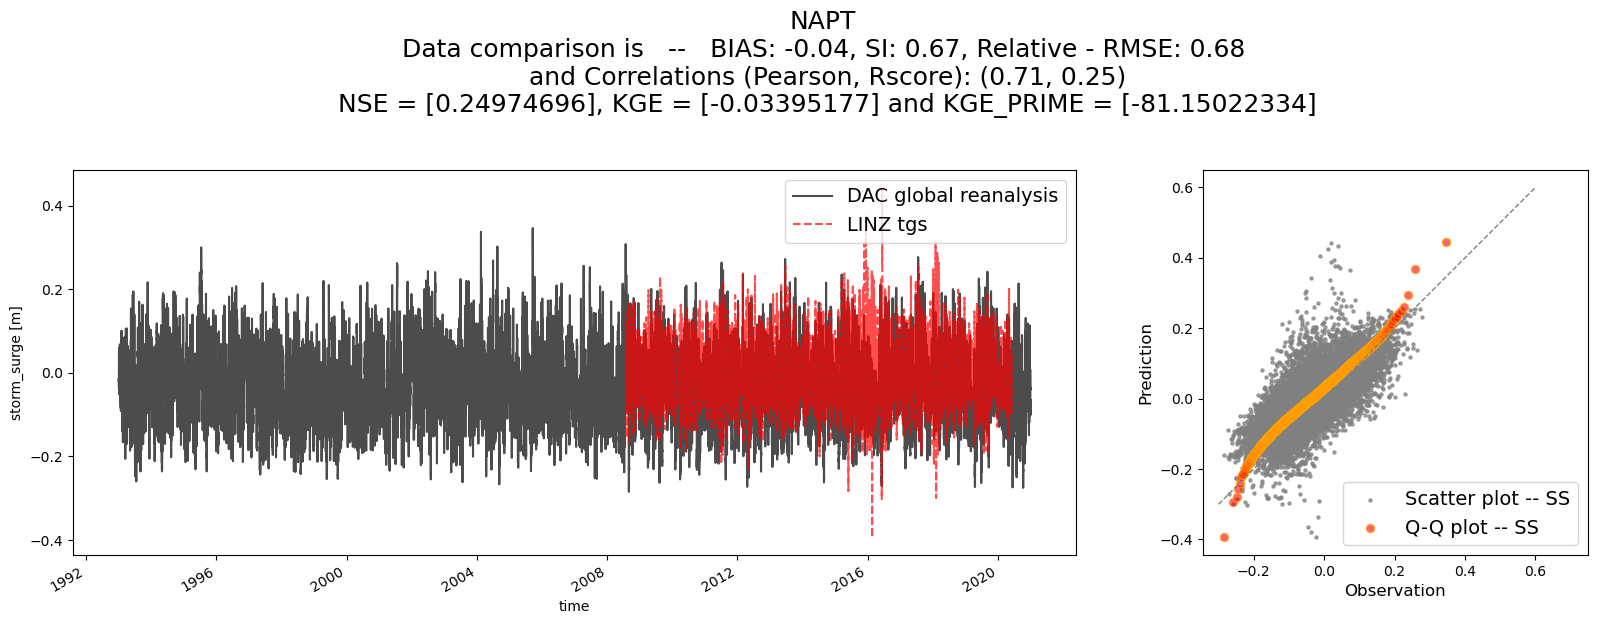 NAPT
Data comparison is -- BIAS: -0.04, SI: 0.67, Relative - RMSE: 0.68
and Correlations (Pearson, Rscore): (0.71, 0.25)
NSE = [0.24974696], KGE = [-0.03395177] and KGE_PRIME = [-81.15022334]
storm_surge [m]
0.4
0.2
0.0
−0.2
−0.4
DAC global reanalysis
LINZ tgs
1992
1996
2000
2004
2008
2012
2016
2020
time
Prediction
0.6
0.4
0.2
0.0
−0.2
−0.4
Scatter plot -- SS
Q-Q plot -- SS
−0.2
0.0
0.2
0.4
0.6
Observation